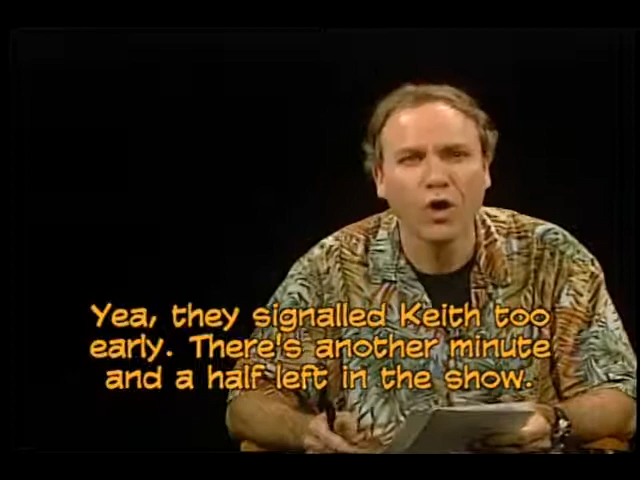 Yea, they signalled Keith too
early. There's another minute
and a half left in the show.